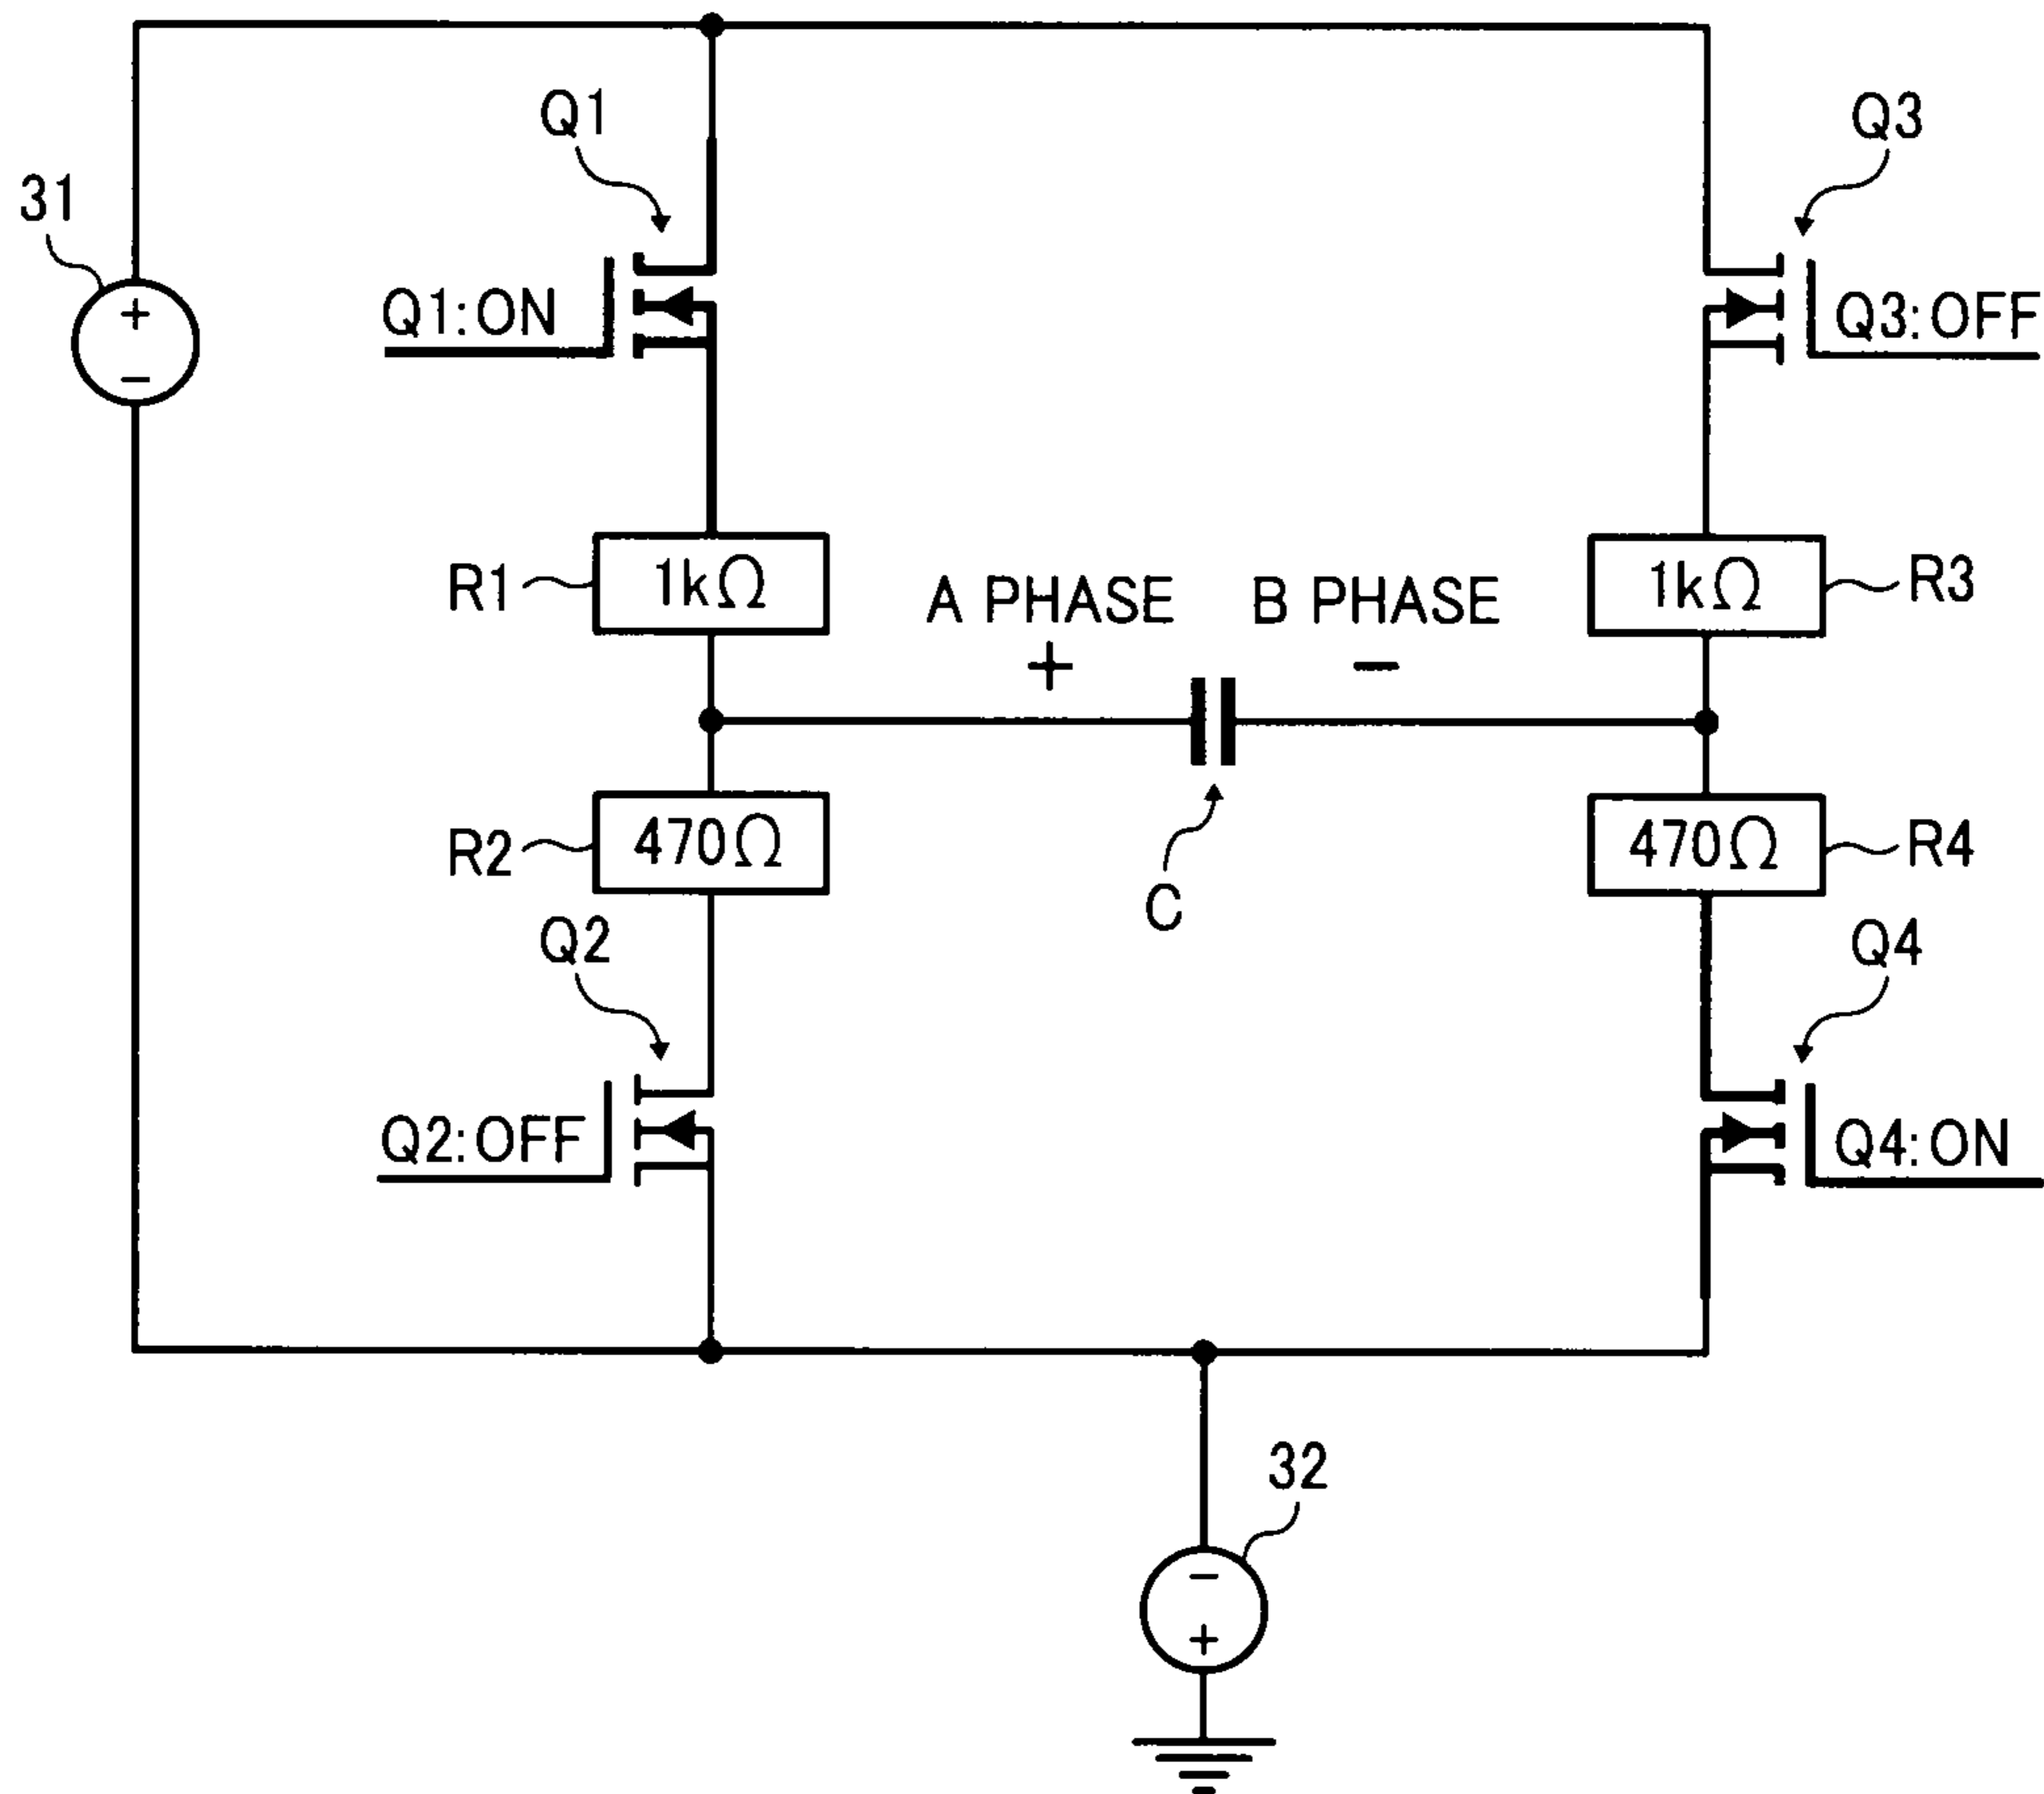 Q1
Q3
31
+
−
Q1:ON
Q3:OFF
R1
1kΩ
A PHASE
B PHASE
1kΩ
R3
+
−
R2
470Ω
470Ω
R4
C
Q2
Q4
Q2:OFF
Q4:ON
32
−
+